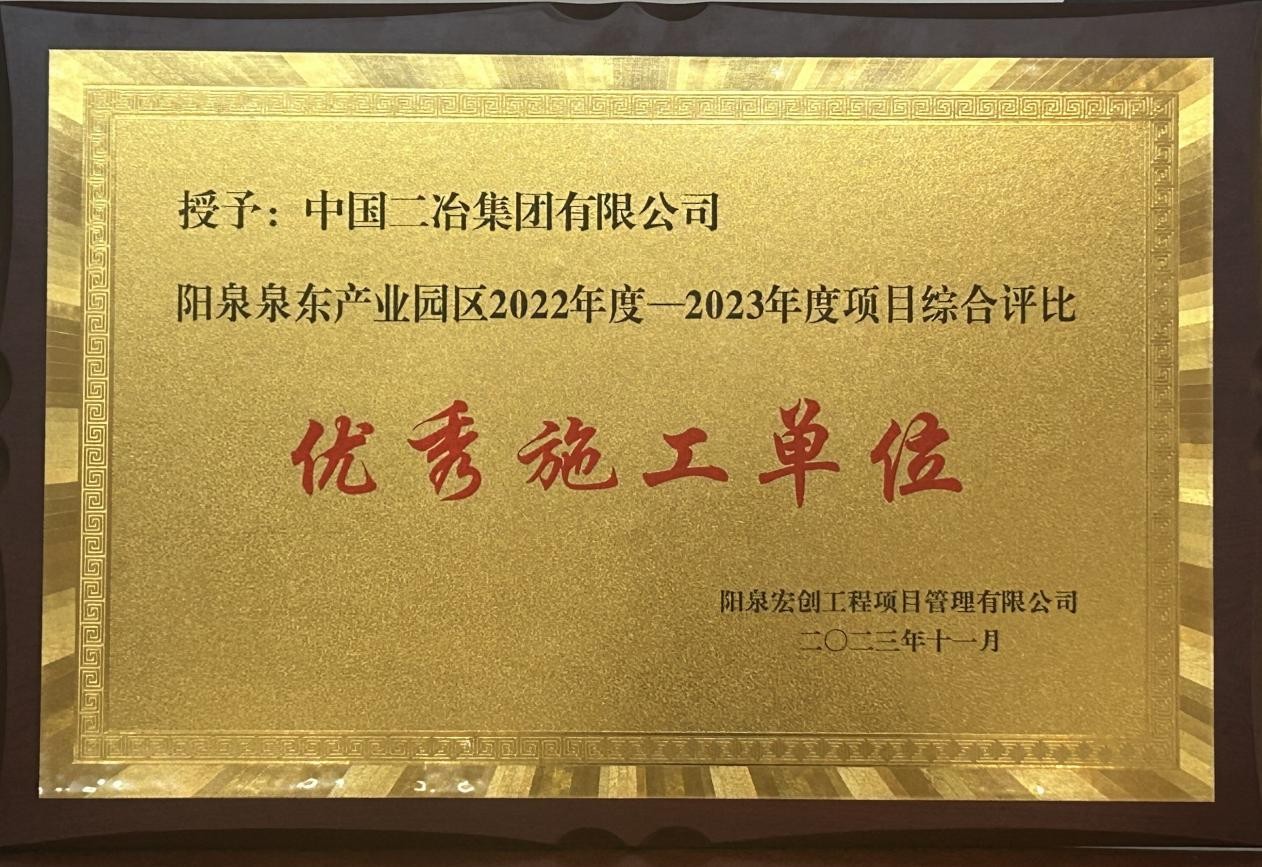 授予：中国二冶集团有限公司
阳泉泉东产业园区2022年度—2023年度项目综合评比
优秀施工单位
阳泉宏创工程项目管理有限公司
二〇二三年十一月